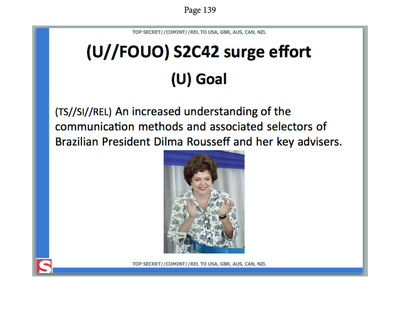 Page 139
TOP SECRET//COMINT//REL TO USA, GBR, AUS, CAN, NZL
(U//FOUO) S2C42 surge effort
(U) Goal
(TS//SI//REL) An increased understanding of the
communication methods and associated selectors of
Brazilian President Dilma Rousseff and her key advisers.
S
TOP SECRET//COMINT//REL TO USA, GBR, AUS, CAN, NZL